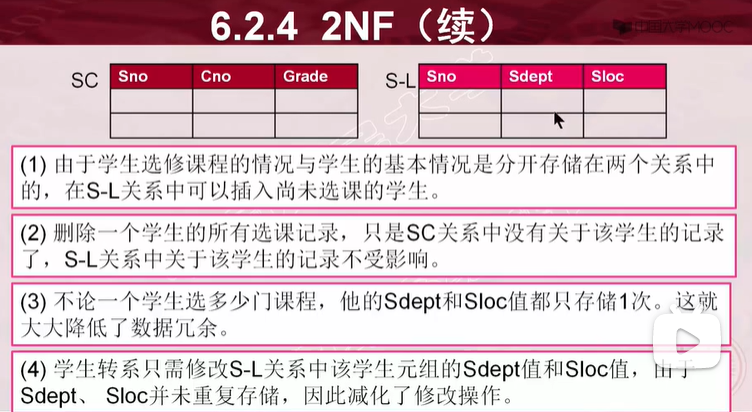 6.2.4 2NF（续）
中国大学MOOC
SC Sno Cno Grade S-L Sno Sdept Sloc
(1) 由于学生选修课程的情况与学生的基本情况是分开存储在两个关系中
的，在S-L关系中可以插入尚未选课的学生。
(2) 删除一个学生的所有选课记录，只是SC关系中没有关于该学生的记录
了，S-L关系中关于该学生的记录不受影响。
(3) 不论一个学生选多少门课程，他的Sdept和Sloc值都只存储1次。这就
大大降低了数据冗余。
(4) 学生转系只需修改S-L关系中该学生元组的Sdept值和Sloc值，由于
Sdept、 Sloc并未重复存储，因此减化了修改操作。